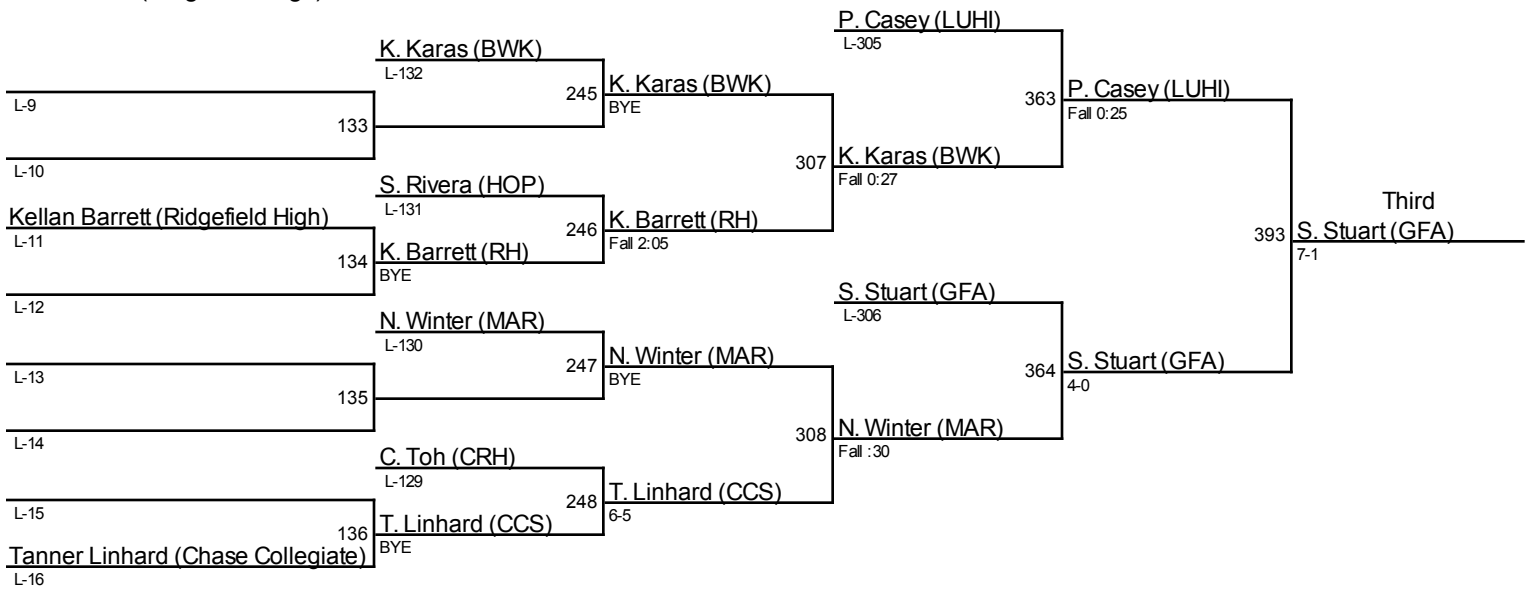 P. Casey (LUHI)
L-305
K. Karas (BWK)
L-132
245
K. Karas (BWK)
BYE
363
P. Casey (LUHI)
Fall 0:25
L-9
133
L-10
307
K. Karas (BWK)
Fall 0:27
S. Rivera (HOP)
L-131
Kellan Barrett (Ridgefield High)
L-11
246
K. Barrett (RH)
Fall 2:05
134
K. Barrett (RH)
BYE
Third
393
S. Stuart (GFA)
7-1
L-12
S. Stuart (GFA)
L-306
N. Winter (MAR)
L-130
247
N. Winter (MAR)
BYE
364
S. Stuart (GFA)
4-0
L-13
135
L-14
308
N. Winter (MAR)
Fall :30
C. Toh (CRH)
L-129
248
T. Linhard (CCS)
6-5
L-15
136
T. Linhard (CCS)
BYE
Tanner Linhard (Chase Collegiate)
L-16